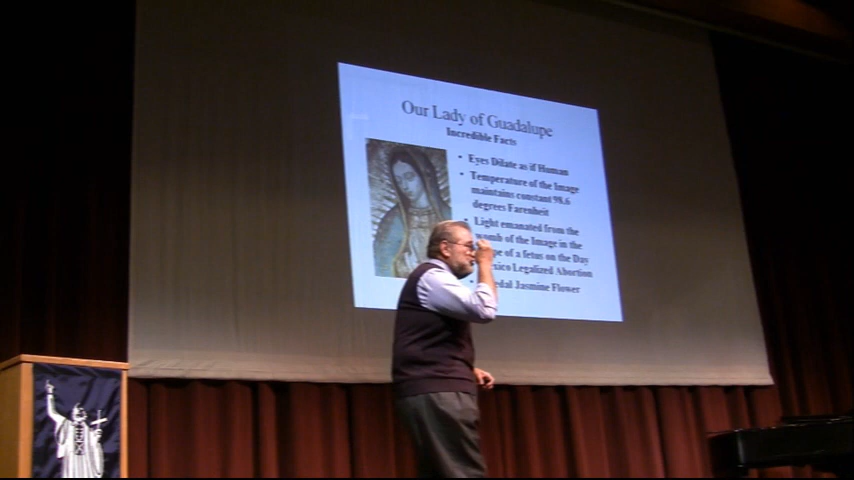 Our Lady of Guadalupe
Incredible Facts
• Eyes Dilate as if Human
• Temperature of the Image
maintains constant 98.6
degrees Farenheit
• Light emanated from the
womb of the Image in the
of a fetus on the Day
Legalized Abortion
Jasmine Flower